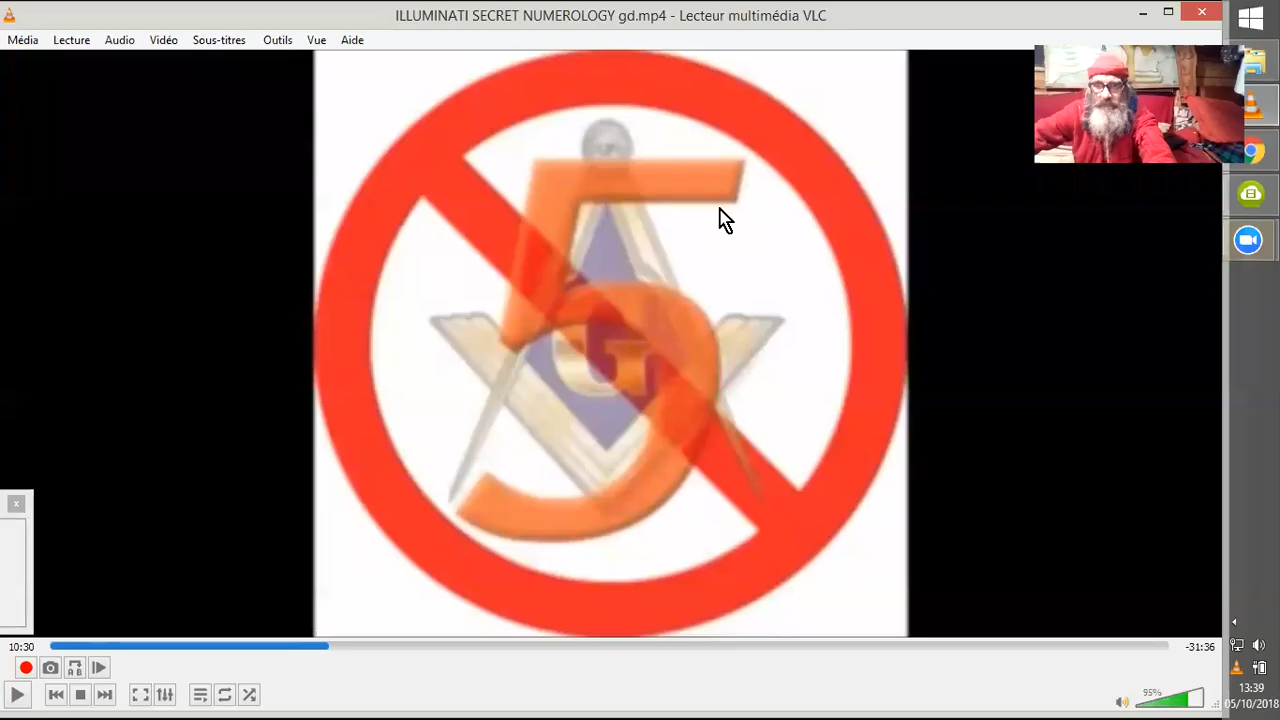 ILLUMINATI SECRET NUMEROLOGY gd.mp4 - Lecteur multimédia VLC
Média Lecture Audio Vidéo Sous-titres Outils Vue Aide
5
G
x
10:30
-31:36
95%
13:39
05/10/2018